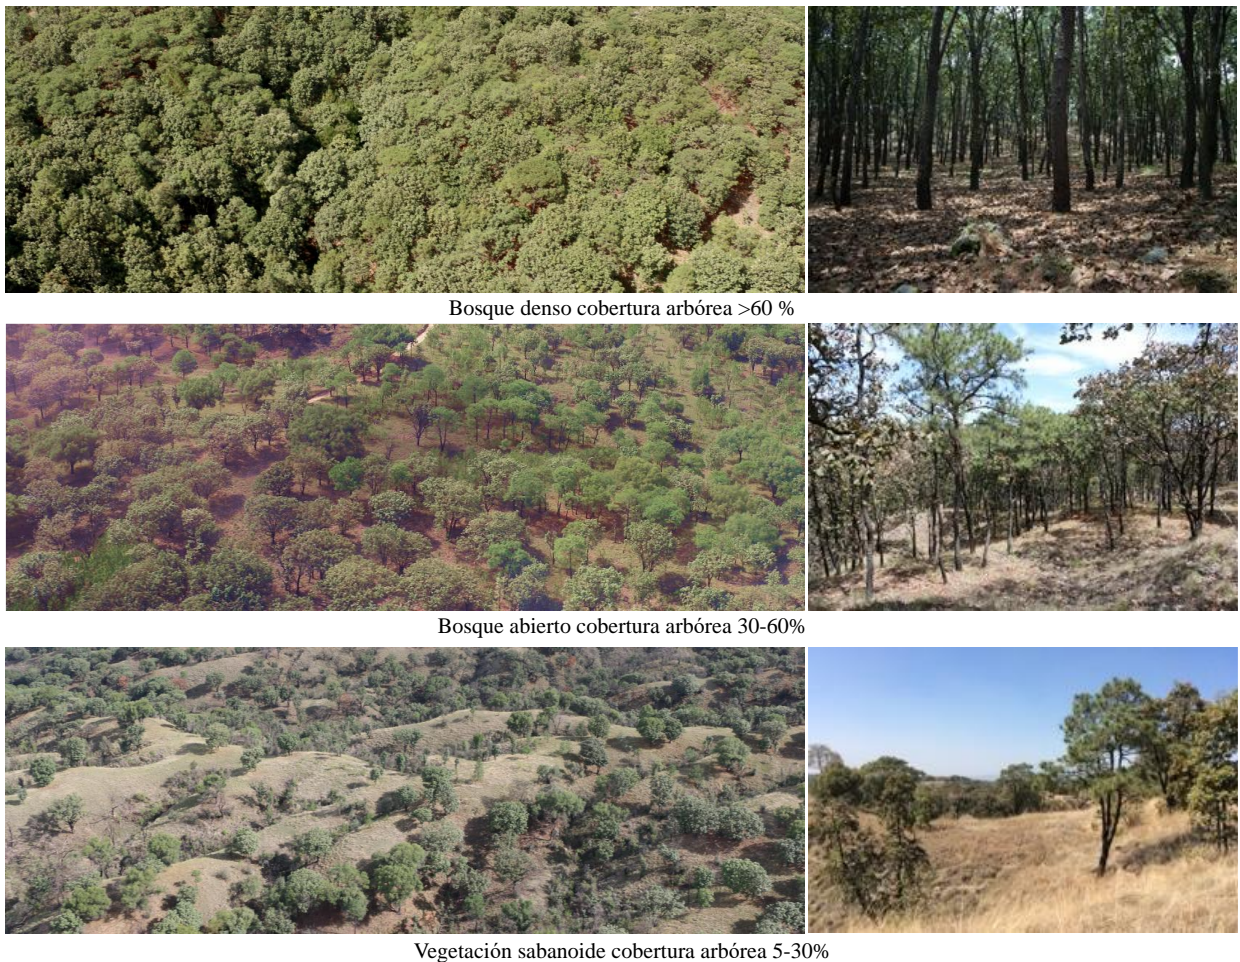 Bosque denso cobertura arbórea >60 %
Bosque abierto cobertura arbórea 30-60%
Vegetación sabanoide cobertura arbórea 5-30%